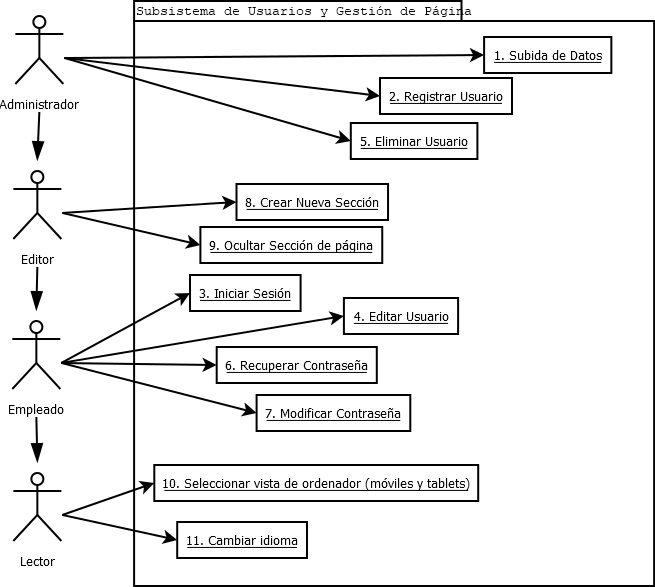 Subsistema de Usuarios y Gestión de Página
1. Subida de Datos
2. Registrar Usuario
Administrador
5. Eliminar Usuario
8. Crear Nueva Sección
9. Ocultar Sección de página
Editor
3. Iniciar Sesión
4. Editar Usuario
6. Recuperar Contraseña
Empleado
7. Modificar Contraseña
10. Seleccionar vista de ordenador (móviles y tablets)
11. Cambiar idioma
Lector